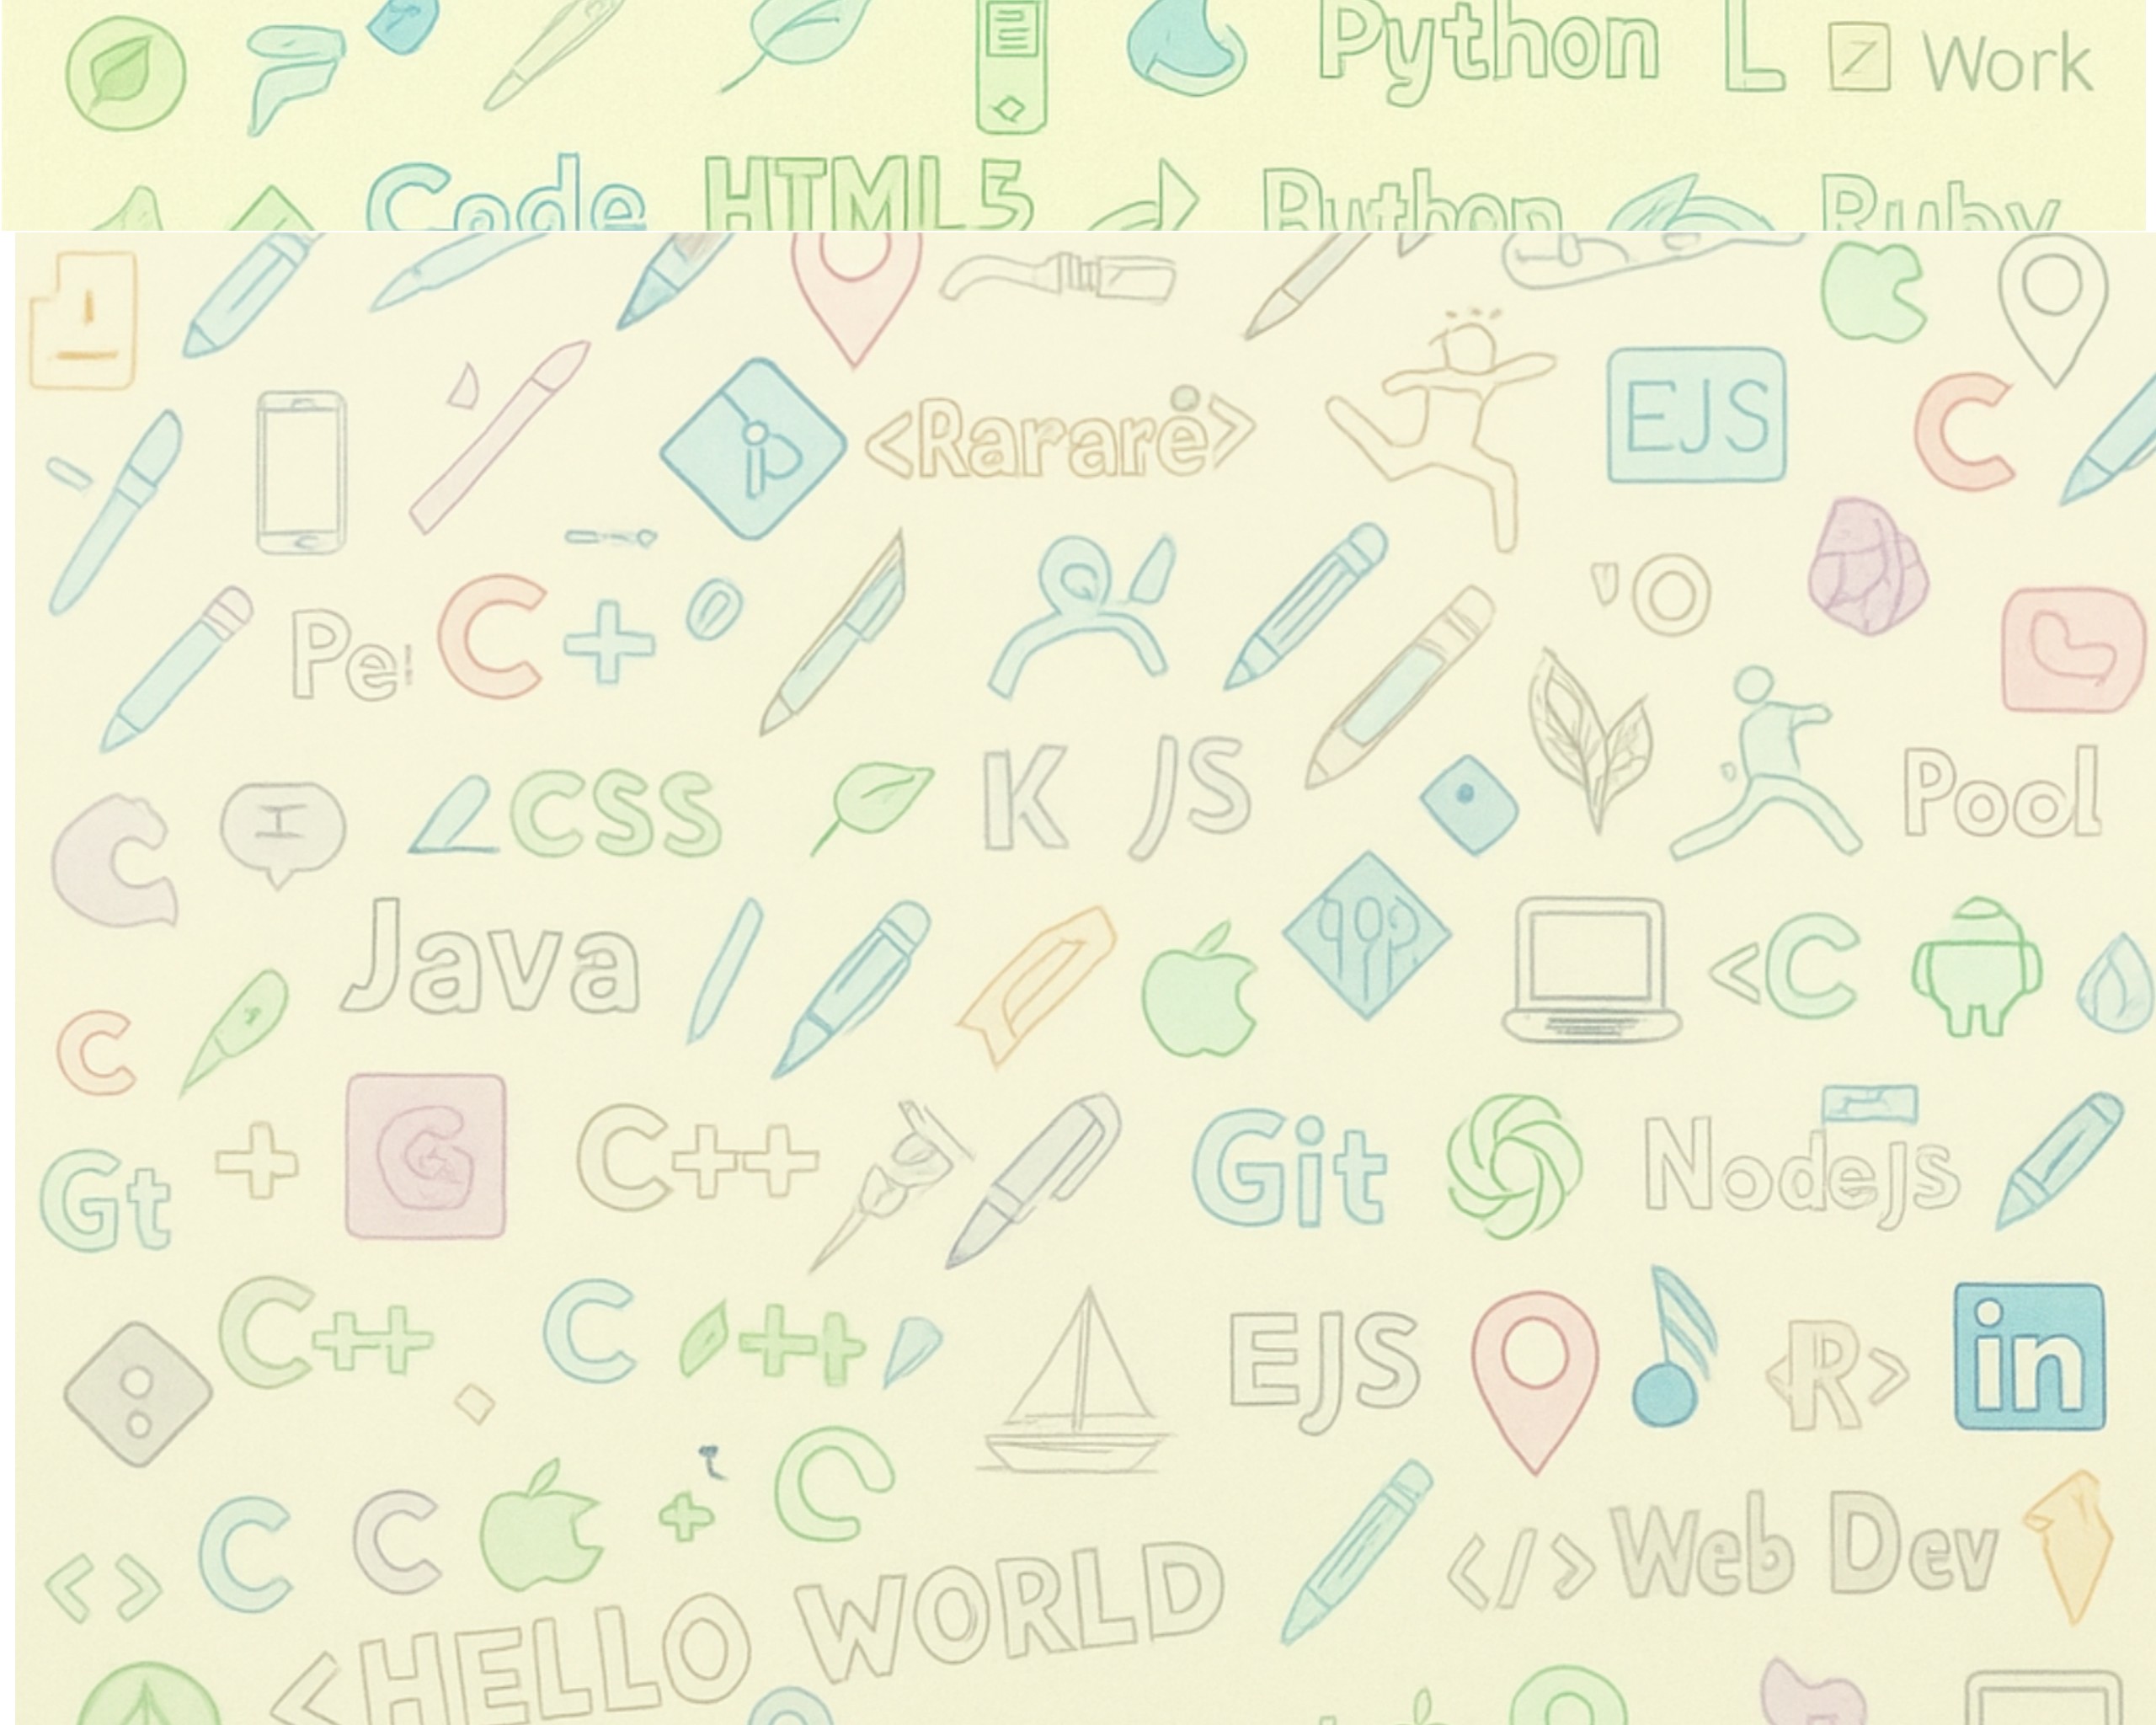 Python L Z Work
Code HTML5 Python Ruby
<Rararė>
EJS
C
Pe
C +
O
K JS
CSS
Pool
I
Java
<C
C
Gt + G C++ Git NodeJS
C++ C ++ EJS <R> in
C C + C
</> Web Dev
< >
<HELLO WORLD